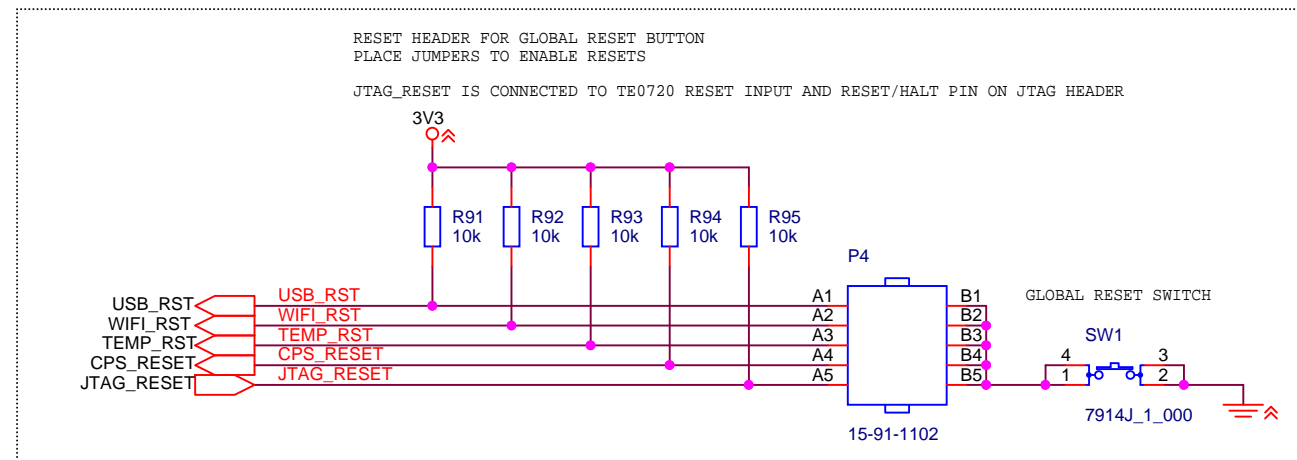 RESET HEADER FOR GLOBAL RESET BUTTON
PLACE JUMPERS TO ENABLE RESETS
JTAG_RESET IS CONNECTED TO TE0720 RESET INPUT AND RESET/HALT PIN ON JTAG HEADER
3V3
R91 R92 R93 R94 R95
10k 10k 10k 10k 10k
P4
USB_RST USB_RST A1 B1 GLOBAL RESET SWITCH
WIFI_RST WIFI_RST A2 B2
TEMP_RST TEMP_RST A3 B3 SW1
CPS_RESET CPS_RESET A4 B4 4 3
JTAG_RESET JTAG_RESET A5 B5 1 2
15-91-1102 7914J_1_000